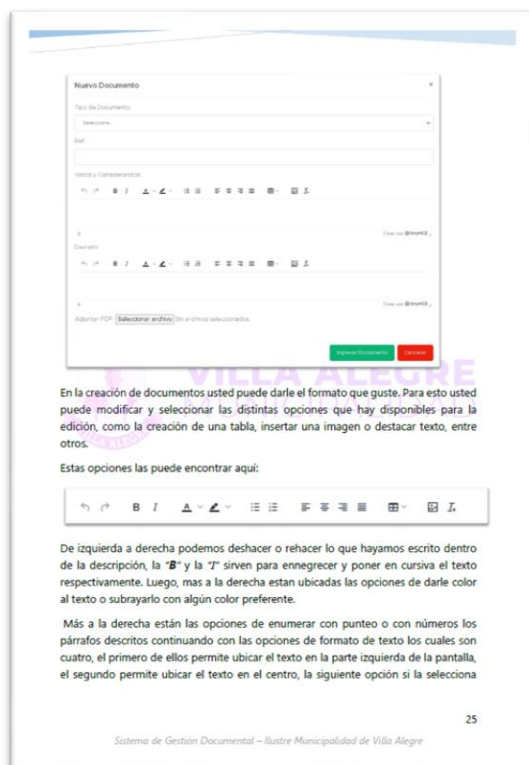 Nuevo Documento
×
Tipo de Documento
Seleccione...
Ref:
Vistos y Considerandos
B I A
Decreto
B I A
Adjuntar PDF Seleccionar archivo Sin archivos seleccionados
Ingresar Documento Cancelar
VILLA ALEGRE
En la creación de documentos usted puede darle el formato que guste. Para esto usted
puede modificar y seleccionar las distintas opciones que hay disponibles para la
edición, como la creación de una tabla, insertar una imagen o destacar texto, entre
otros.
Estas opciones las puede encontrar aquí:
B I A
De izquierda a derecha podemos deshacer o rehacer lo que hayamos escrito dentro
de la descripción, la "B" y la "I" sirven para ennegrecer y poner en cursiva el texto
respectivamente. Luego, mas a la derecha estan ubicadas las opciones de darle color
al texto o subrayarlo con algún color preferente.
Más a la derecha están las opciones de enumerar con punteo o con números los
párrafos descritos continuando con las opciones de formato de texto los cuales son
cuatro, el primero de ellos permite ubicar el texto en la parte izquierda de la pantalla,
el segundo permite ubicar el texto en el centro, la siguiente opción si la selecciona
25
Sistema de Gestión Documental – Ilustre Municipalidad de Villa Alegre